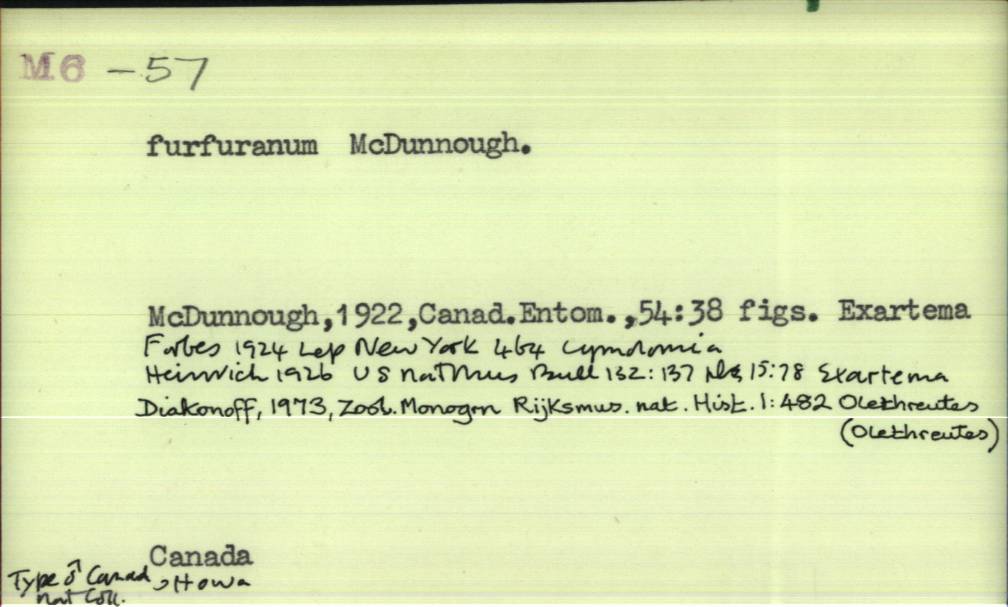 M6 -57
furfuranum McDunnough.
McDunnough,1922,Canad.Entom.,54:38 figs. Exartema
Forbes 1924 Lep New York 464 Cymolomia
Heinrich 1926 US nat Mus Bull 132: 137 15:78 Exartema
Diakonoff, 1973, Zool. Monogrn Rijksmus. nat. Hist. 1: 482 Olethreutes
(Olethreutes)
Canada
Type ♂ Canad
nat Coll.